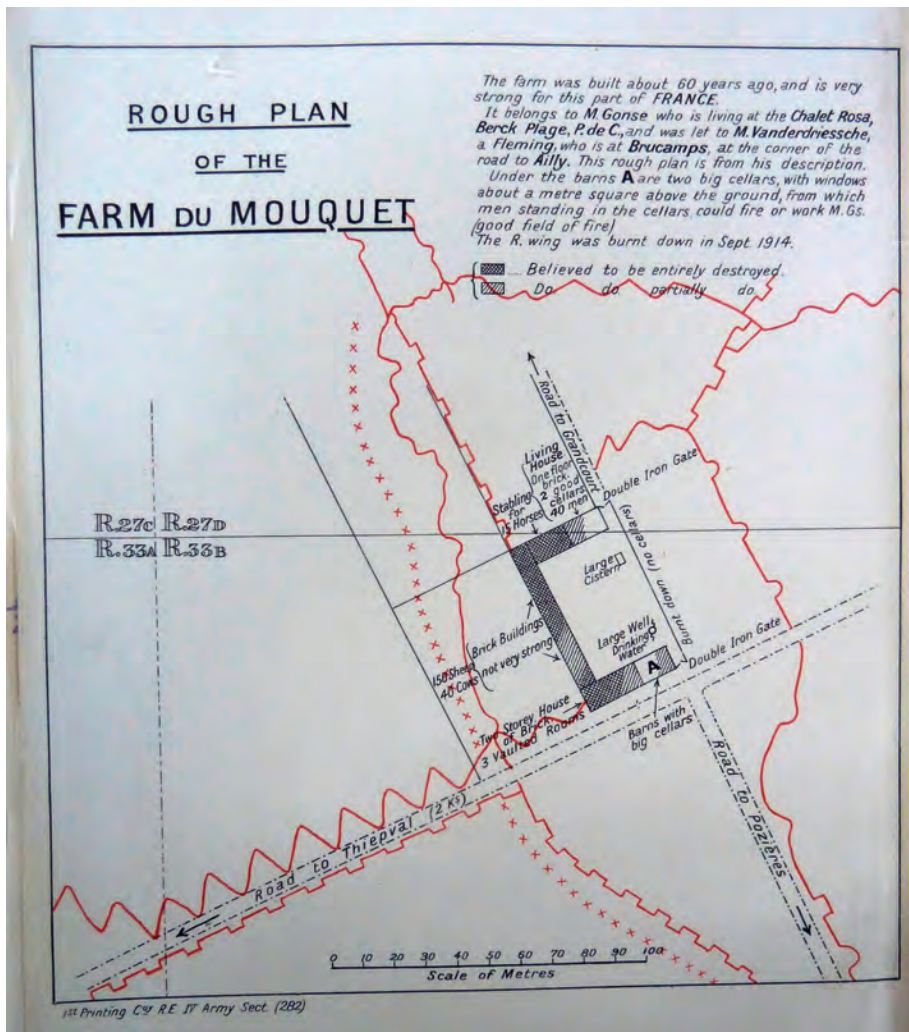 ROUGH PLAN
OF THE
FARM DU MOUQUET
The farm was built about 60 years ago, and is very
strong for this part of FRANCE.
It belongs to M. Gonse who is living at the Chalet Rosa,
Berck Plage, P. de C., and was let to M. Vanderdriessche,
a Fleming, who is at Brucamps, at the corner of the
road to Ailly. This rough plan is from his description.
Under the barns A are two big cellars, with windows
about a metre square above the ground, from which
men standing in the cellars could fire or work M.Gs.
(good field of fire)
The R. wing was burnt down in Sept. 1914.
.... Believed to be entirely destroyed.
Do do partially do
Road to Grandcourt
Living
House
One floor
brick.
2 good
cellars
40 men
Stabling
for
15 Horses
Double Iron Gate
R.27C R.27D
R.33A R.33B
Large
Cistern
Burnt down (no cellars)
Brick Buildings
not very strong
150 Sheep
40 Cows
Large Well
Drinking
Water
A
Double Iron Gate
Two Storey House
of Brick.
3 Vaulted Rooms
Barns with
big cellars
Road to Thiepval (2 Ks)
Road to Pozières
0 10 20 30 40 50 60 70 80 90 100
Scale of Metres
1st Printing Coy R.E. IV Army Sect. (282)